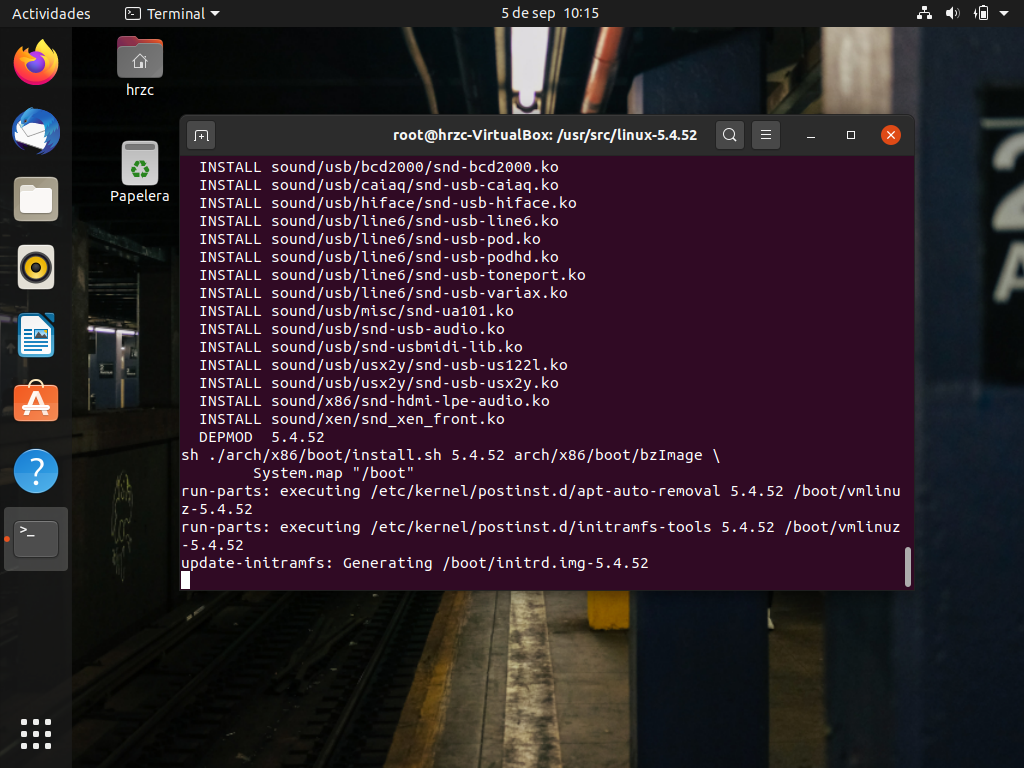 Actividades
Terminal
5 de sep 10:15
hrzc
Papelera
root@hrzc-VirtualBox: /usr/src/linux-5.4.52
INSTALL sound/usb/bcd2000/snd-bcd2000.ko
INSTALL sound/usb/caiaq/snd-usb-caiaq.ko
INSTALL sound/usb/hiface/snd-usb-hiface.ko
INSTALL sound/usb/line6/snd-usb-line6.ko
INSTALL sound/usb/line6/snd-usb-pod.ko
INSTALL sound/usb/line6/snd-usb-podhd.ko
INSTALL sound/usb/line6/snd-usb-toneport.ko
INSTALL sound/usb/line6/snd-usb-variax.ko
INSTALL sound/usb/misc/snd-ua101.ko
INSTALL sound/usb/snd-usb-audio.ko
INSTALL sound/usb/snd-usbmidi-lib.ko
INSTALL sound/usb/usx2y/snd-usb-us122l.ko
INSTALL sound/usb/usx2y/snd-usb-usx2y.ko
INSTALL sound/x86/snd-hdmi-lpe-audio.ko
INSTALL sound/xen/snd_xen_front.ko
DEPMOD  5.4.52
sh ./arch/x86/boot/install.sh 5.4.52 arch/x86/boot/bzImage \
System.map "/boot"
run-parts: executing /etc/kernel/postinst.d/apt-auto-removal 5.4.52 /boot/vmlinu
z-5.4.52
run-parts: executing /etc/kernel/postinst.d/initramfs-tools 5.4.52 /boot/vmlinuz
-5.4.52
update-initramfs: Generating /boot/initrd.img-5.4.52